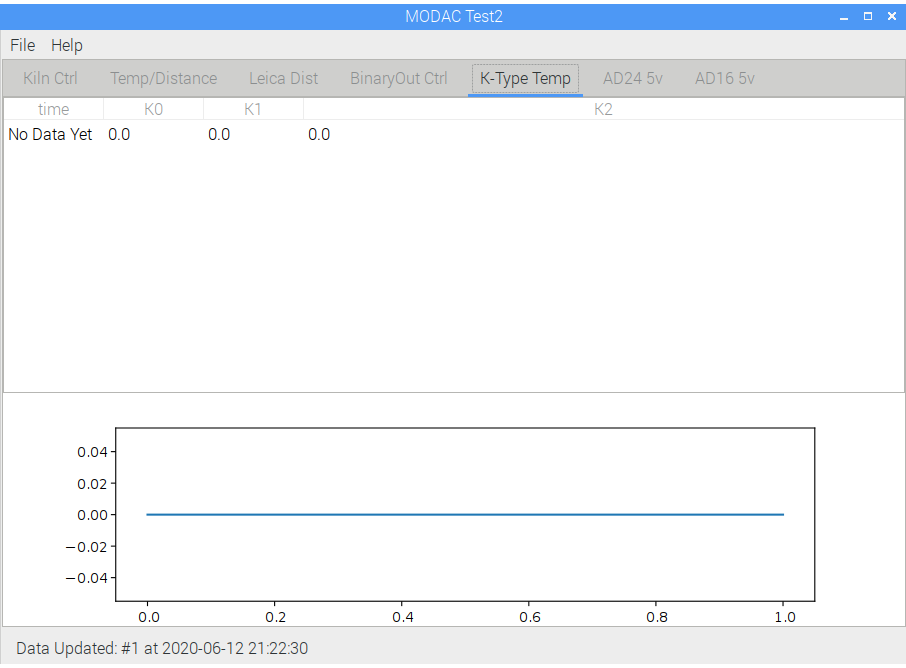 MODAC Test2
File Help
Kiln Ctrl Temp/Distance Leica Dist BinaryOut Ctrl K-Type Temp AD24 5v AD16 5v
time K0 K1 K2
No Data Yet 0.0 0.0 0.0
0.04
0.02
0.00
−0.02
−0.04
0.0 0.2 0.4 0.6 0.8 1.0
Data Updated: #1 at 2020-06-12 21:22:30